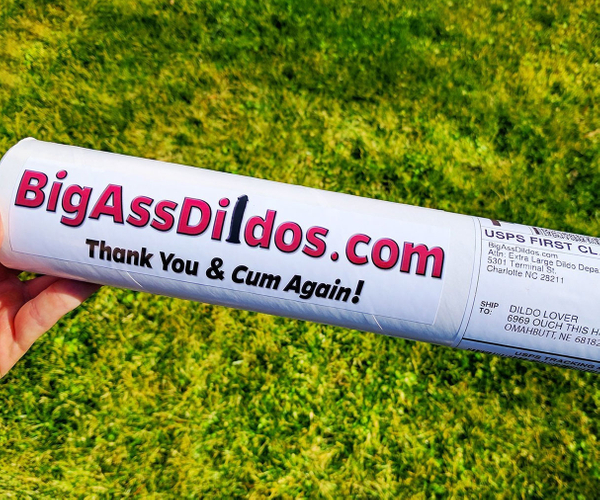 BigAssDildos.com
Thank You & Cum Again!
USPS FIRST CL
BigAssDildos.com
Attn: Extra Large Dildo Depa
5301 Terminal St.
Charlotte NC 28211
SHIP
TO:
DILDO LOVER
6969 OUCH THIS HA
OMAHBUTT, NE 68182
USPS TRACKING